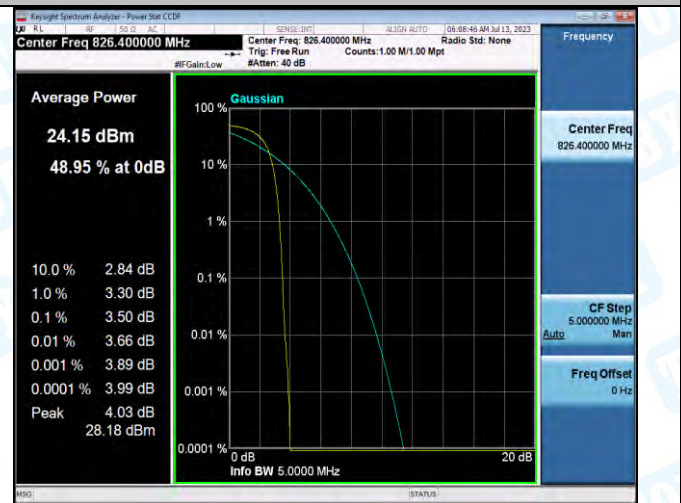 Keysight Spectrum Analyzer - Power Stat CCDF
RL RF 50 Ω AC SENSE:INT ALIGN AUTO 06:08:46 AM Jul 13, 2023
Center Freq 826.400000 MHz
Center Freq: 826.400000 MHz Radio Std: None
Trig: Free Run Counts:1.00 M/1.00 Mpt
#IFGain:Low #Atten: 40 dB
Frequency
Average Power
24.15 dBm
48.95 % at 0dB
10.0 % 2.84 dB
1.0 % 3.30 dB
0.1 % 3.50 dB
0.01 % 3.66 dB
0.001 % 3.89 dB
0.0001 % 3.99 dB
Peak 4.03 dB
28.18 dBm
Gaussian
100 %
10 %
1 %
0.1 %
0.01 %
0.001 %
0.0001 %
0 dB 20 dB
Info BW 5.0000 MHz
Center Freq
826.400000 MHz
CF Step
5.000000 MHz
Auto Man
Freq Offset
0 Hz
MSG STATUS